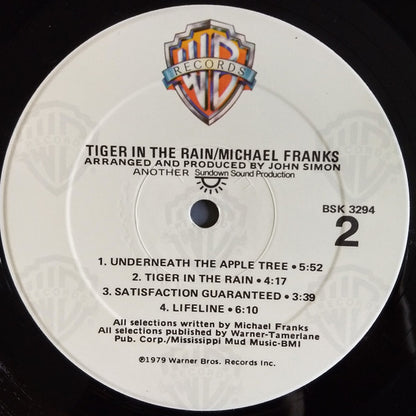 WB
RECORDS
TIGER IN THE RAIN/MICHAEL FRANKS
ARRANGED AND PRODUCED BY JOHN SIMON
ANOTHER Sundown Sound Production
BSK 3294
2
1. UNDERNEATH THE APPLE TREE • 5:52
2. TIGER IN THE RAIN • 4:17
3. SATISFACTION GUARANTEED • 3:39
4. LIFELINE • 6:10
All selections written by Michael Franks
All selections published by Warner-Tamerlane
Pub. Corp./Mississippi Mud Music-BMI
℗1979 Warner Bros. Records Inc.